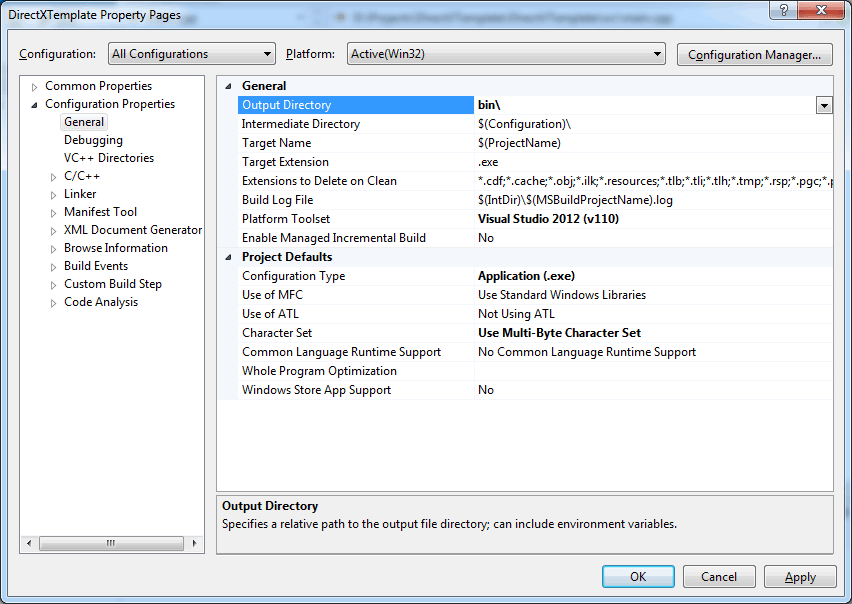 DirectXTemplate Property Pages
Configuration: All Configurations Platform: Active(Win32) Configuration Manager...
Common Properties
Configuration Properties
General
Debugging
VC++ Directories
C/C++
Linker
Manifest Tool
XML Document Generator
Browse Information
Build Events
Custom Build Step
Code Analysis
General
Output Directory bin\
Intermediate Directory $(Configuration)\
Target Name $(ProjectName)
Target Extension .exe
Extensions to Delete on Clean *.cdf;*.cache;*.obj;*.ilk;*.resources;*.tlb;*.tli;*.tlh;*.tmp;*.rsp;*.pgc;*.p
Build Log File $(IntDir)\$(MSBuildProjectName).log
Platform Toolset Visual Studio 2012 (v110)
Enable Managed Incremental Build No
Project Defaults
Configuration Type Application (.exe)
Use of MFC Use Standard Windows Libraries
Use of ATL Not Using ATL
Character Set Use Multi-Byte Character Set
Common Language Runtime Support No Common Language Runtime Support
Whole Program Optimization
Windows Store App Support No
Output Directory
Specifies a relative path to the output file directory; can include environment variables.
OK Cancel Apply